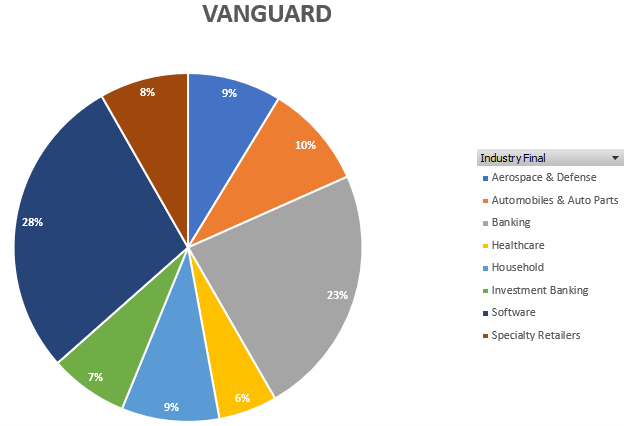 VANGUARD
8%
9%
10%
28%
23%
7%
9%
6%
Industry Final
Aerospace & Defense
Automobiles & Auto Parts
Banking
Healthcare
Household
Investment Banking
Software
Specialty Retailers